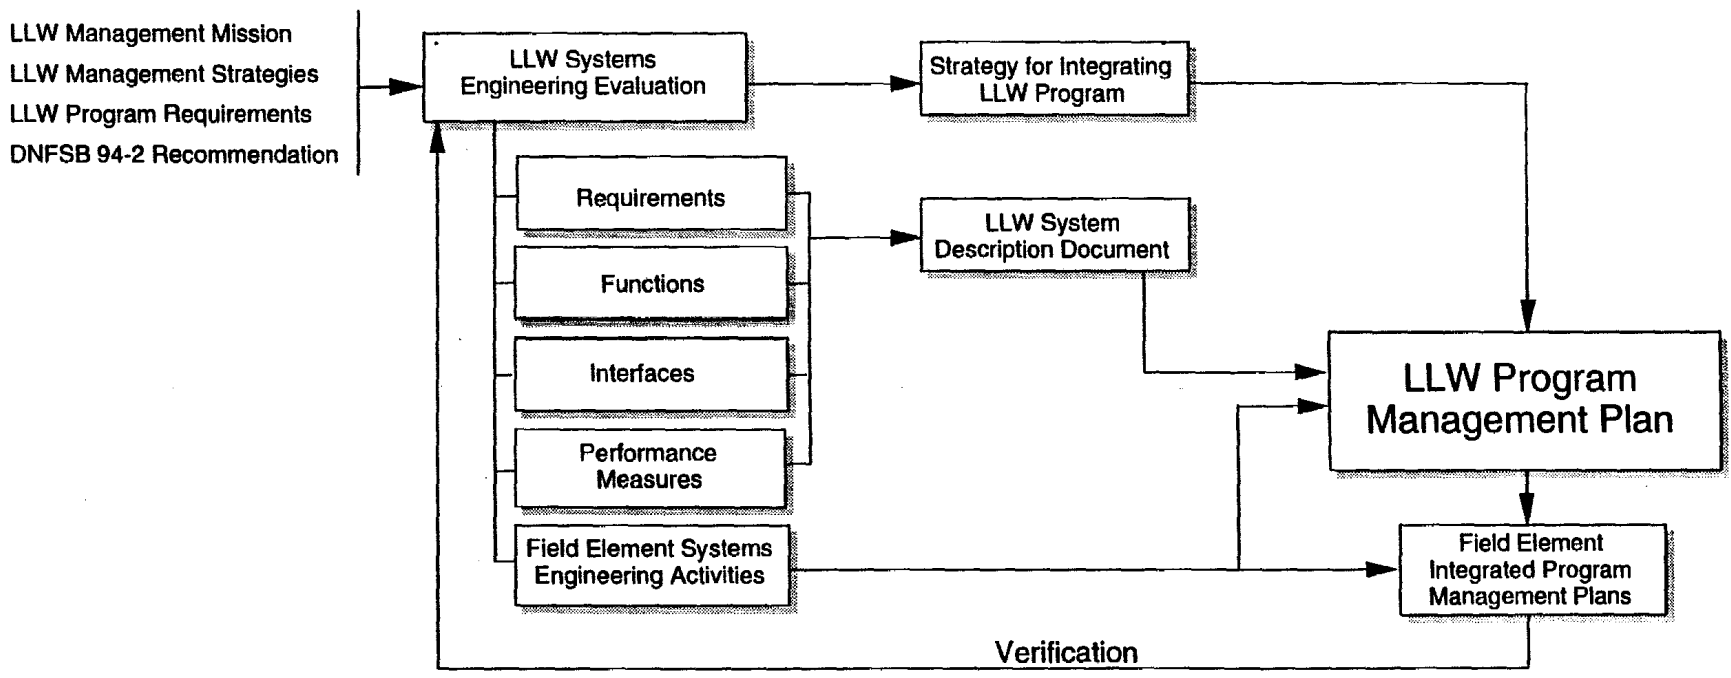 LLW Management Mission
LLW Management Strategies
LLW Program Requirements
DNFSB 94-2 Recommendation
LLW Systems
Engineering Evaluation
Strategy for Integrating
LLW Program
Requirements
Functions
Interfaces
Performance
Measures
Field Element Systems
Engineering Activities
LLW System
Description Document
LLW Program
Management Plan
Field Element
Integrated Program
Management Plans
Verification